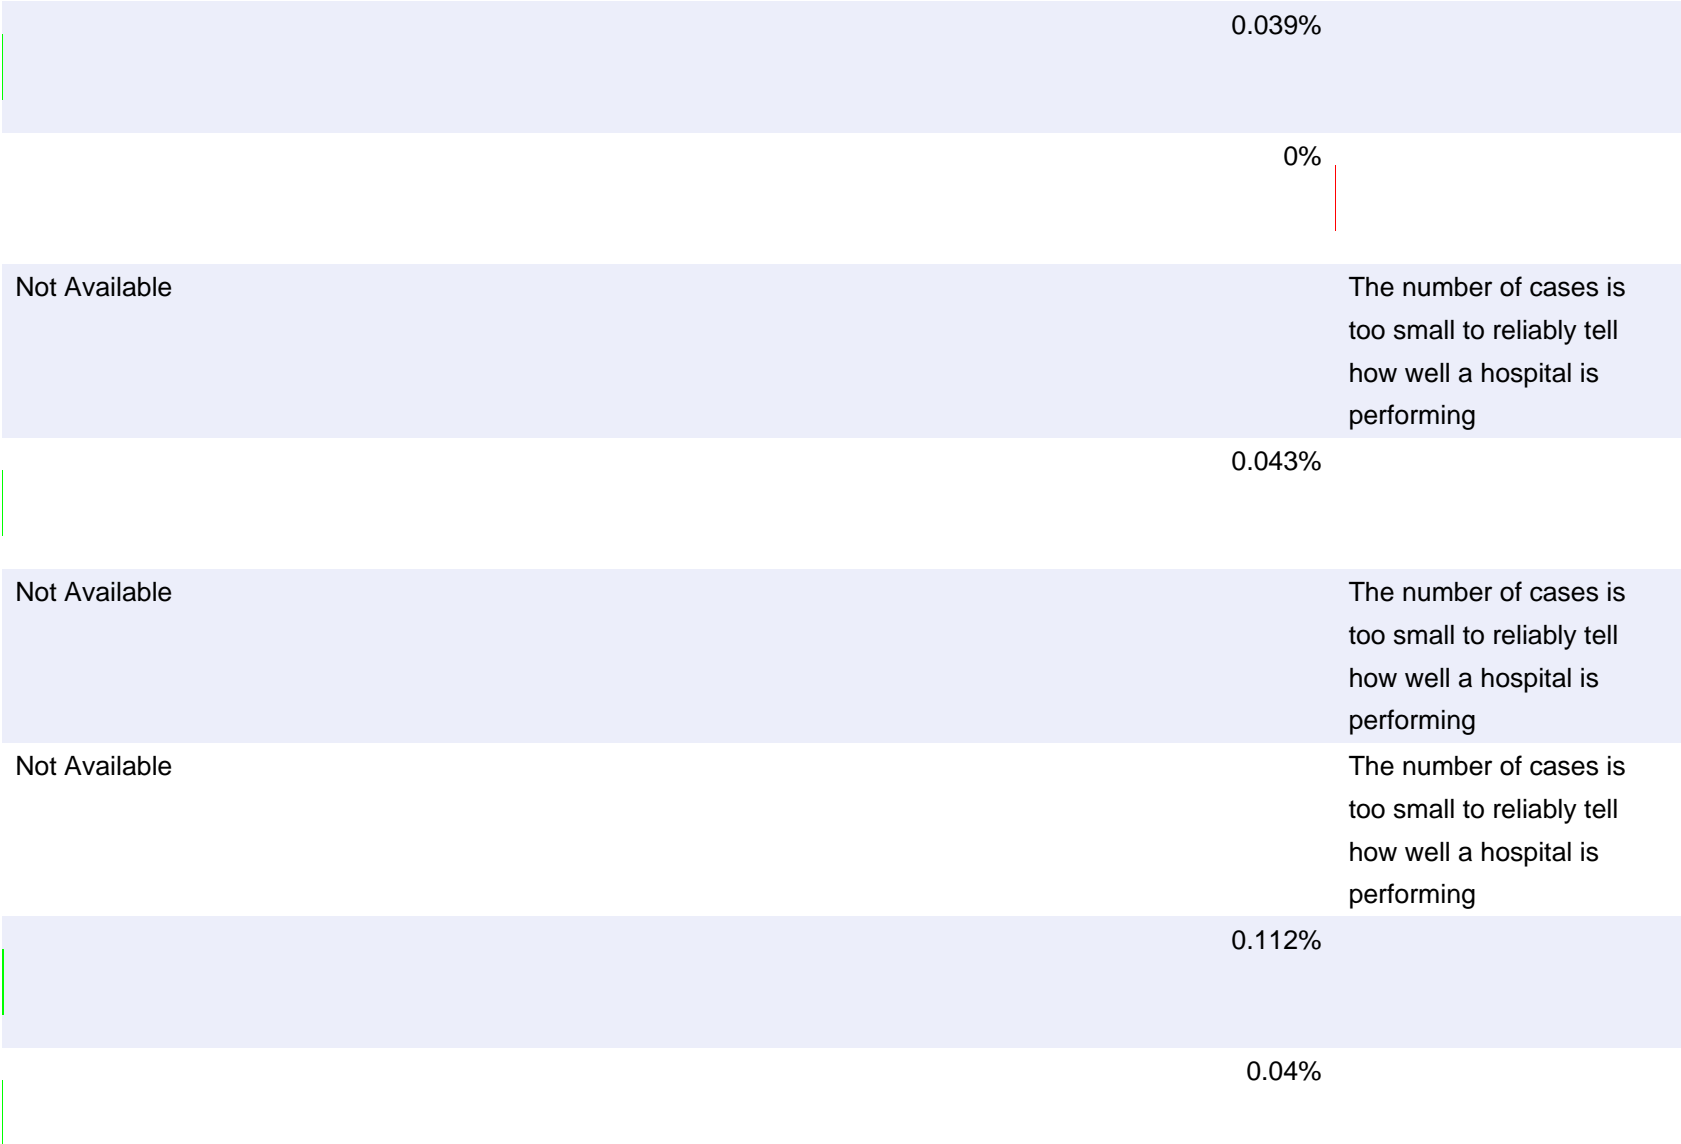 0.039%
0%
Not Available
The number of cases is
too small to reliably tell
how well a hospital is
performing
0.043%
Not Available
The number of cases is
too small to reliably tell
how well a hospital is
performing
Not Available
The number of cases is
too small to reliably tell
how well a hospital is
performing
0.112%
0.04%